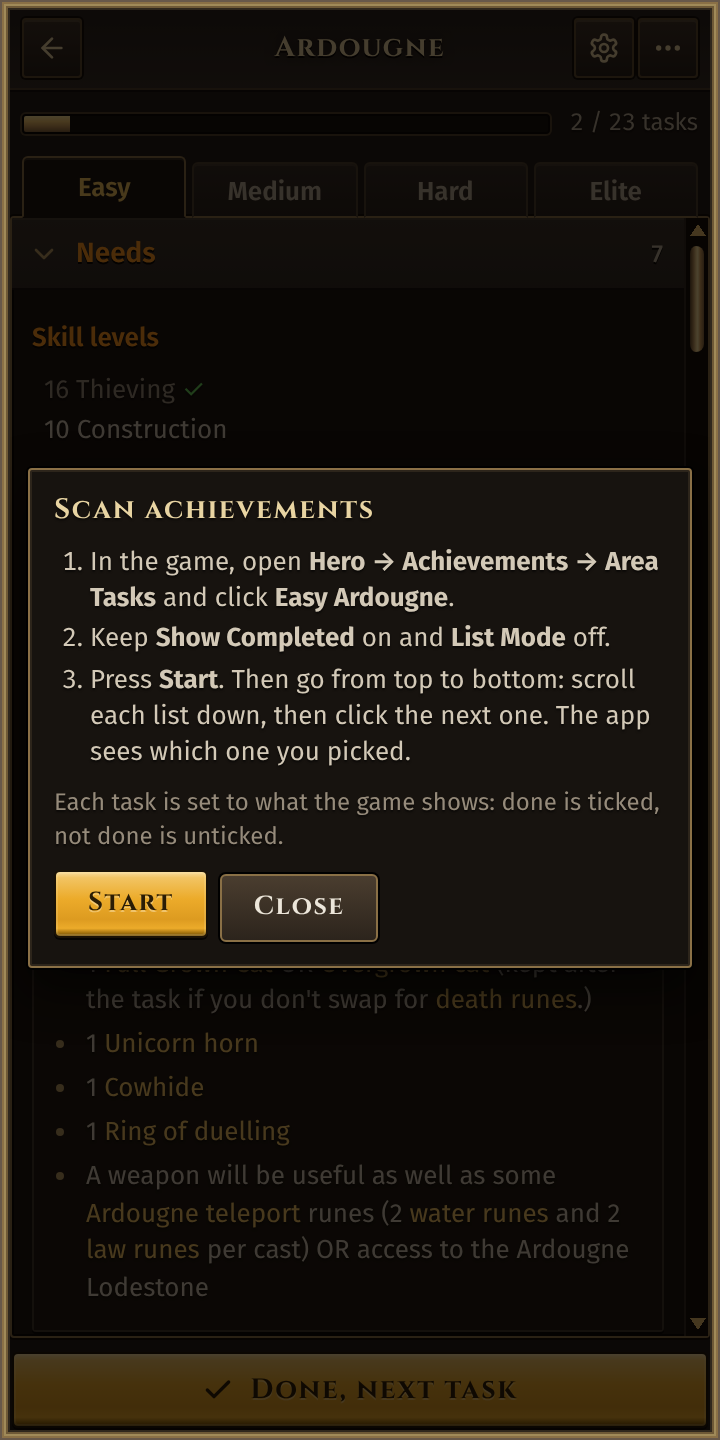 Ardougne
2 / 23 tasks
Easy
Medium
Hard
Elite
Needs
7
Skill levels
16 Thieving
10 Construction
Scan achievements
1. In the game, open Hero → Achievements → Area
Tasks and click Easy Ardougne.
2. Keep Show Completed on and List Mode off.
3. Press Start. Then go from top to bottom: scroll
each list down, then click the next one. The app
sees which one you picked.
Each task is set to what the game shows: done is ticked,
not done is unticked.
Start
Close
the task if you don't swap for death runes.)
• 1 Unicorn horn
• 1 Cowhide
• 1 Ring of duelling
• A weapon will be useful as well as some
Ardougne teleport runes (2 water runes and 2
law runes per cast) OR access to the Ardougne
Lodestone
Done, next task